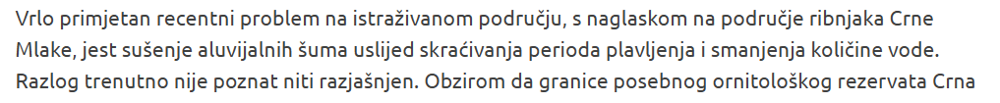 Vrlo primjetan recentni problem na istraživanom području, s naglaskom na područje ribnjaka Crne
Mlake, jest sušenje aluvijalnih šuma uslijed skraćivanja perioda plavljenja i smanjenja količine vode.
Razlog trenutno nije poznat niti razjašnjen. Obzirom da granice posebnog ornitološkog rezervata Crna